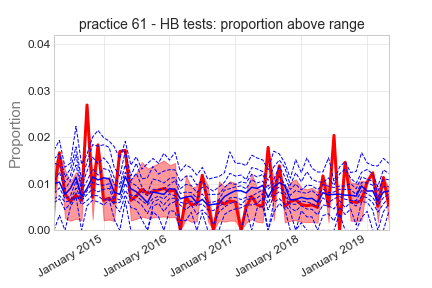 practice 61 - HB tests: proportion above range
0.04
0.03
0.02
0.01
0.00
Proportion
January 2015
January 2016
January 2017
January 2018
January 2019